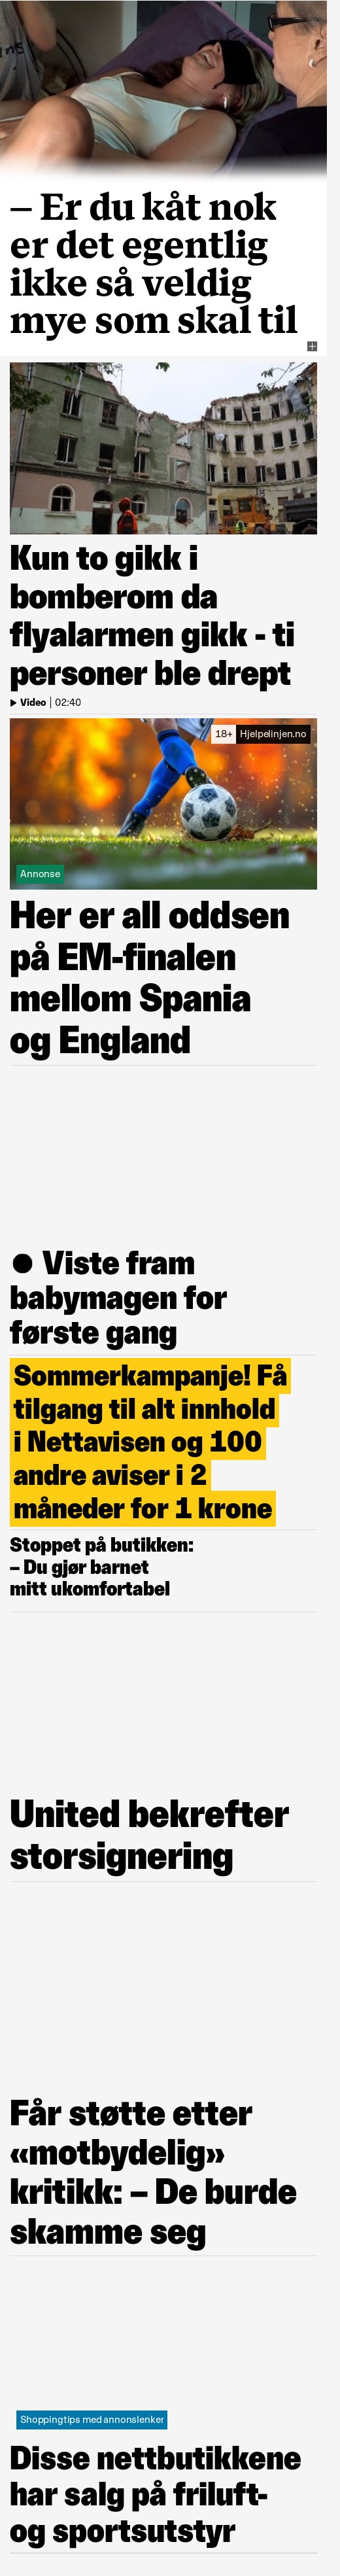 – Er du kåt nok
er det egentlig
ikke så veldig
mye som skal til
Kun to gikk i
bomberom da
flyalarmen gikk - ti
personer ble drept
Video | 02:40
18+ Hjelpelinjen.no
Annonse
Her er all oddsen
på EM-finalen
mellom Spania
og England
● Viste fram
babymagen for
første gang
Sommerkampanje! Få
tilgang til alt innhold
i Nettavisen og 100
andre aviser i 2
måneder for 1 krone
Stoppet på butikken:
– Du gjør barnet
mitt ukomfortabel
United bekrefter
storsignering
Får støtte etter
«motbydelig»
kritikk: – De burde
skamme seg
Shoppingtips med annonslenker
Disse nettbutikkene
har salg på friluft-
og sportsutstyr